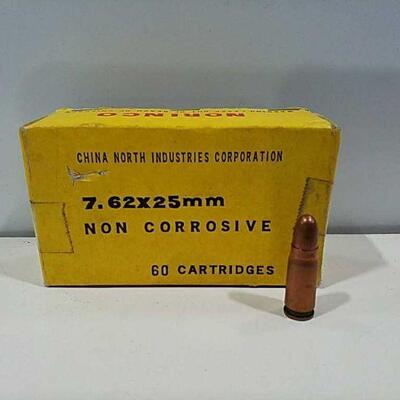 NORINCO
CHINA NORTH INDUSTRIES CORPORATION
7.62x25mm
NON CORROSIVE
60 CARTRIDGES